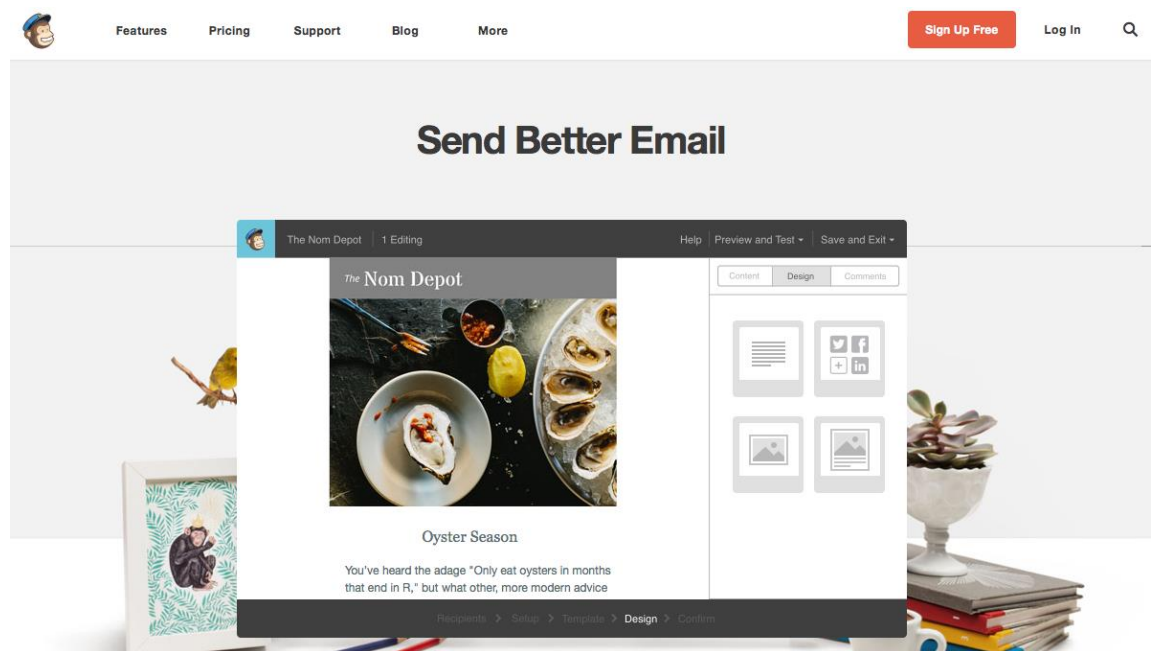 Features Pricing Support Blog More Sign Up Free Log In
Send Better Email
The Nom Depot 1 Editing Help Preview and Test Save and Exit
The Nom Depot
Content Design Comments
Oyster Season
You've heard the adage "Only eat oysters in months
that end in R," but what other, more modern advice
Recipients > Setup > Template > Design > Confirm